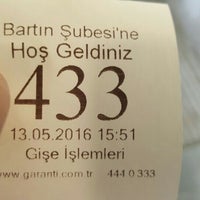 Bartın Şubesi'ne
Hoş Geldiniz
433
13.05.2016 15:51
Gişe İşlemleri
www.garanti.com.tr 444 0 333